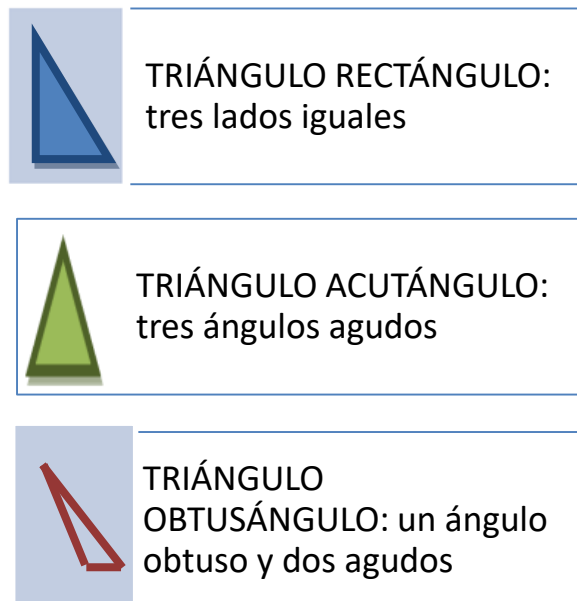 TRIÁNGULO RECTÁNGULO:
tres lados iguales
TRIÁNGULO ACUTÁNGULO:
tres ángulos agudos
TRIÁNGULO
OBTUSÁNGULO: un ángulo
obtuso y dos agudos